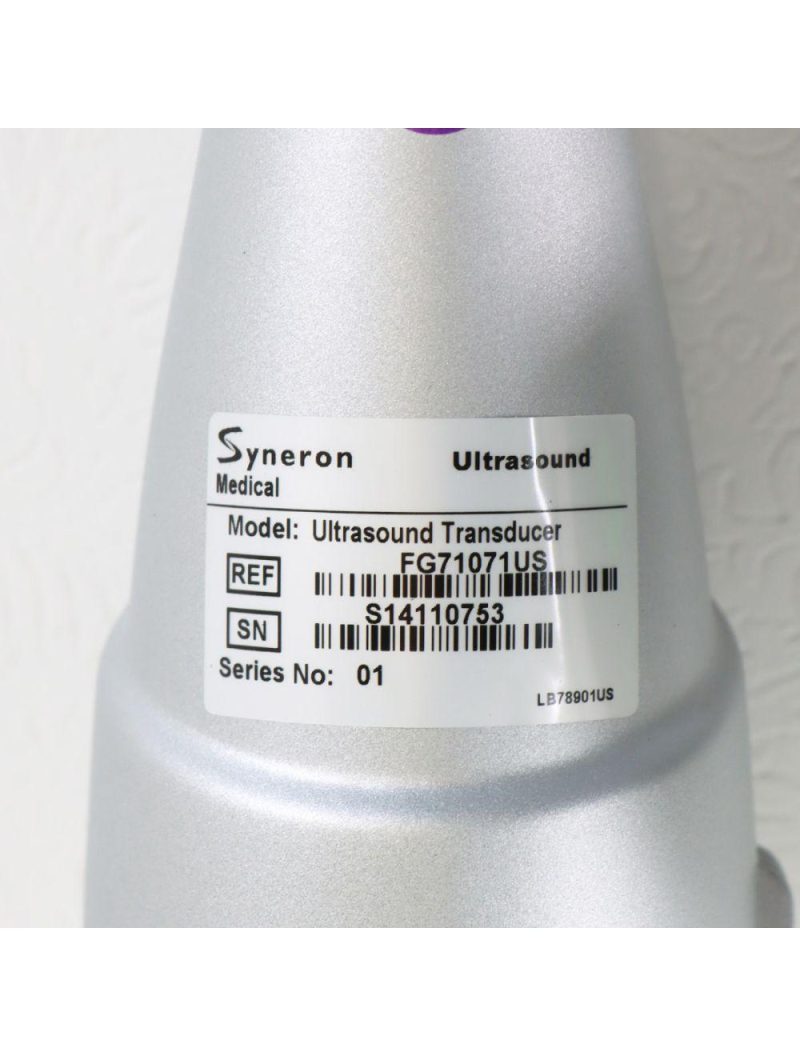 Syneron Ultrasound
Medical
Model: Ultrasound Transducer
REF FG71071US
SN S14110753
Series No: 01
LB78901US